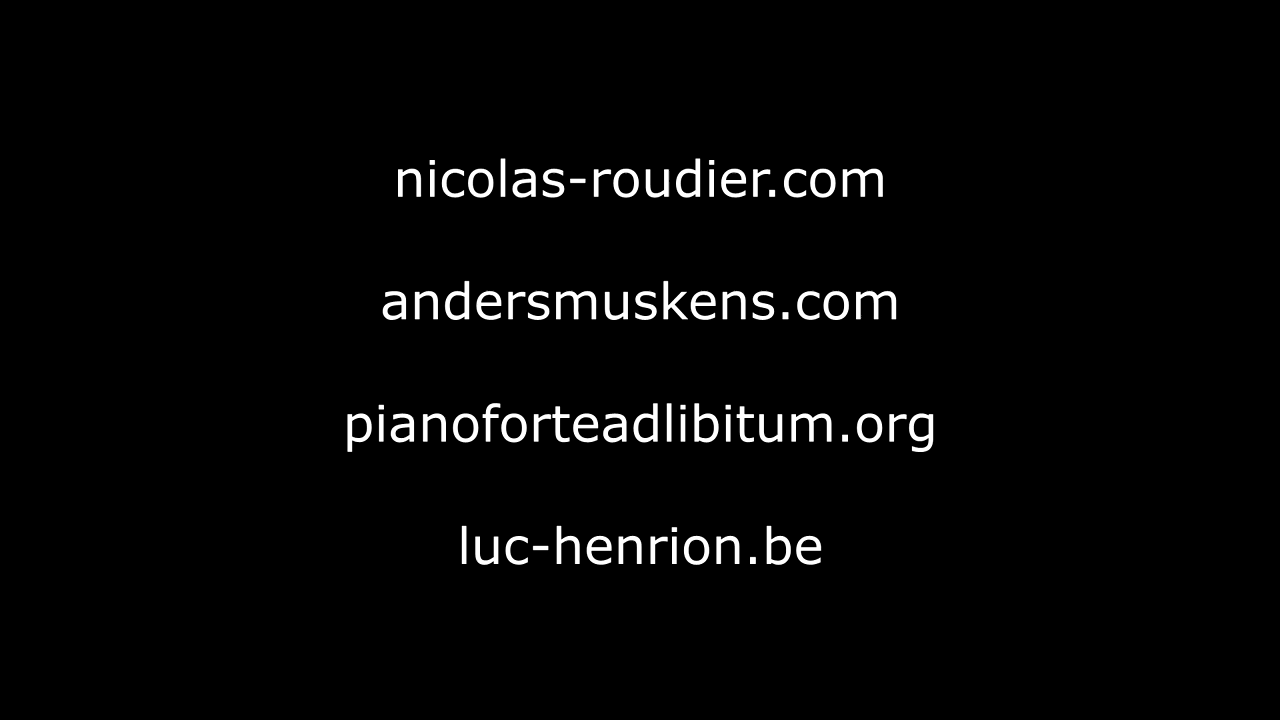 nicolas-roudier.com
andersmuskens.com
pianoforteadlibitum.org
luc-henrion.be